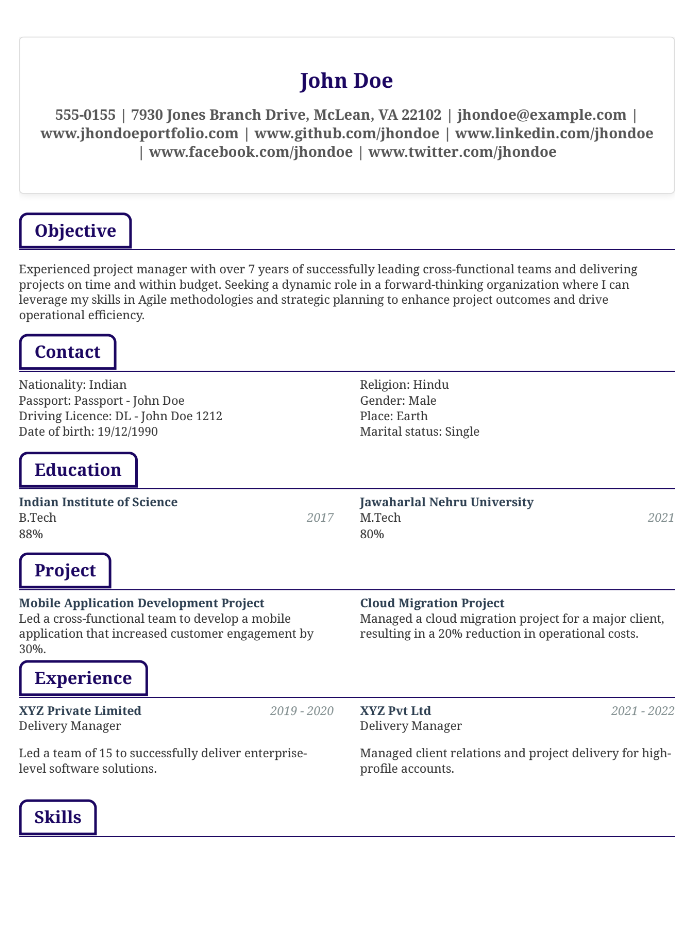 John Doe
555-0155 | 7930 Jones Branch Drive, McLean, VA 22102 | jhondoe@example.com |
www.jhondoeportfolio.com | www.github.com/jhondoe | www.linkedin.com/jhondoe
| www.facebook.com/jhondoe | www.twitter.com/jhondoe
Objective
Experienced project manager with over 7 years of successfully leading cross-functional teams and delivering
projects on time and within budget. Seeking a dynamic role in a forward-thinking organization where I can
leverage my skills in Agile methodologies and strategic planning to enhance project outcomes and drive
operational efficiency.
Contact
Nationality: Indian
Passport: Passport - John Doe
Driving Licence: DL - John Doe 1212
Date of birth: 19/12/1990
Religion: Hindu
Gender: Male
Place: Earth
Marital status: Single
Education
Indian Institute of Science
B.Tech 2017
88%
Jawaharlal Nehru University
M.Tech 2021
80%
Project
Mobile Application Development Project
Led a cross-functional team to develop a mobile
application that increased customer engagement by
30%.
Cloud Migration Project
Managed a cloud migration project for a major client,
resulting in a 20% reduction in operational costs.
Experience
XYZ Private Limited 2019 - 2020
Delivery Manager
Led a team of 15 to successfully deliver enterprise-
level software solutions.
XYZ Pvt Ltd 2021 - 2022
Delivery Manager
Managed client relations and project delivery for high-
profile accounts.
Skills